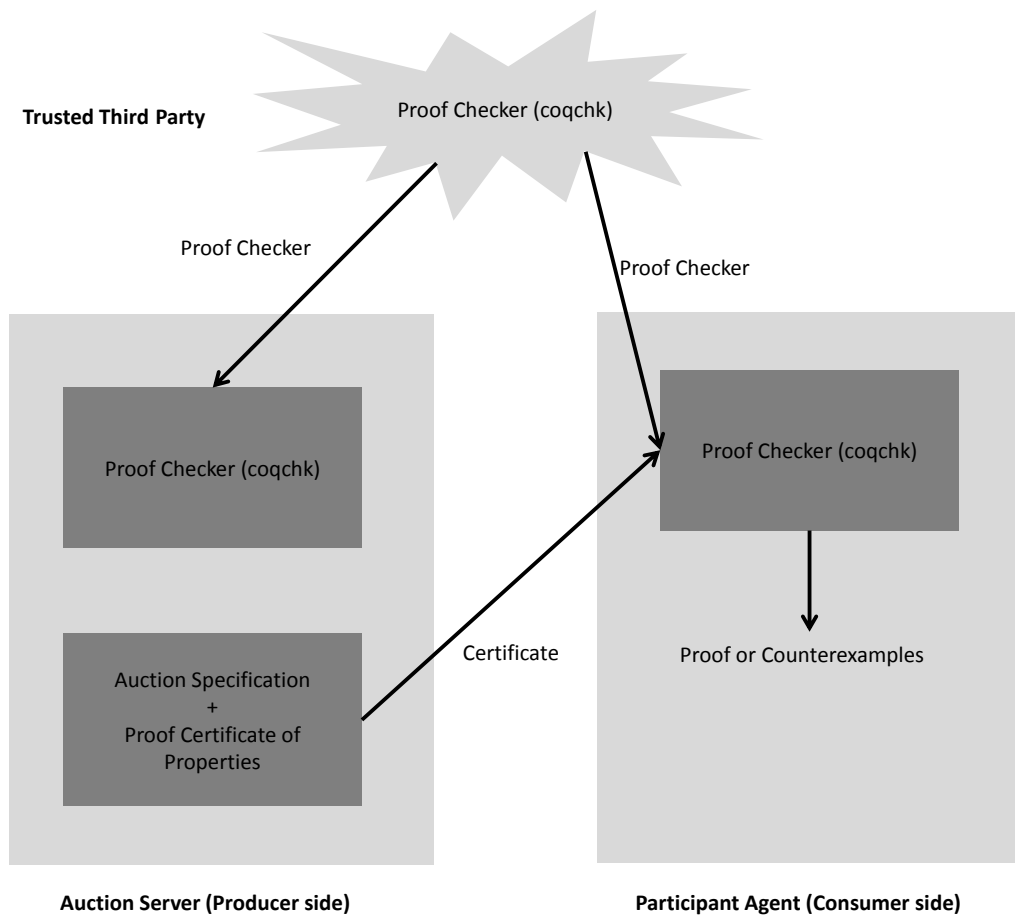 Proof Checker (coqchk)
Trusted Third Party
Proof Checker
Proof Checker
Proof Checker (coqchk)
Proof Checker (coqchk)
Certificate
Proof or Counterexamples
Auction Specification
+
Proof Certificate of
Properties
Auction Server (Producer side)
Participant Agent (Consumer side)